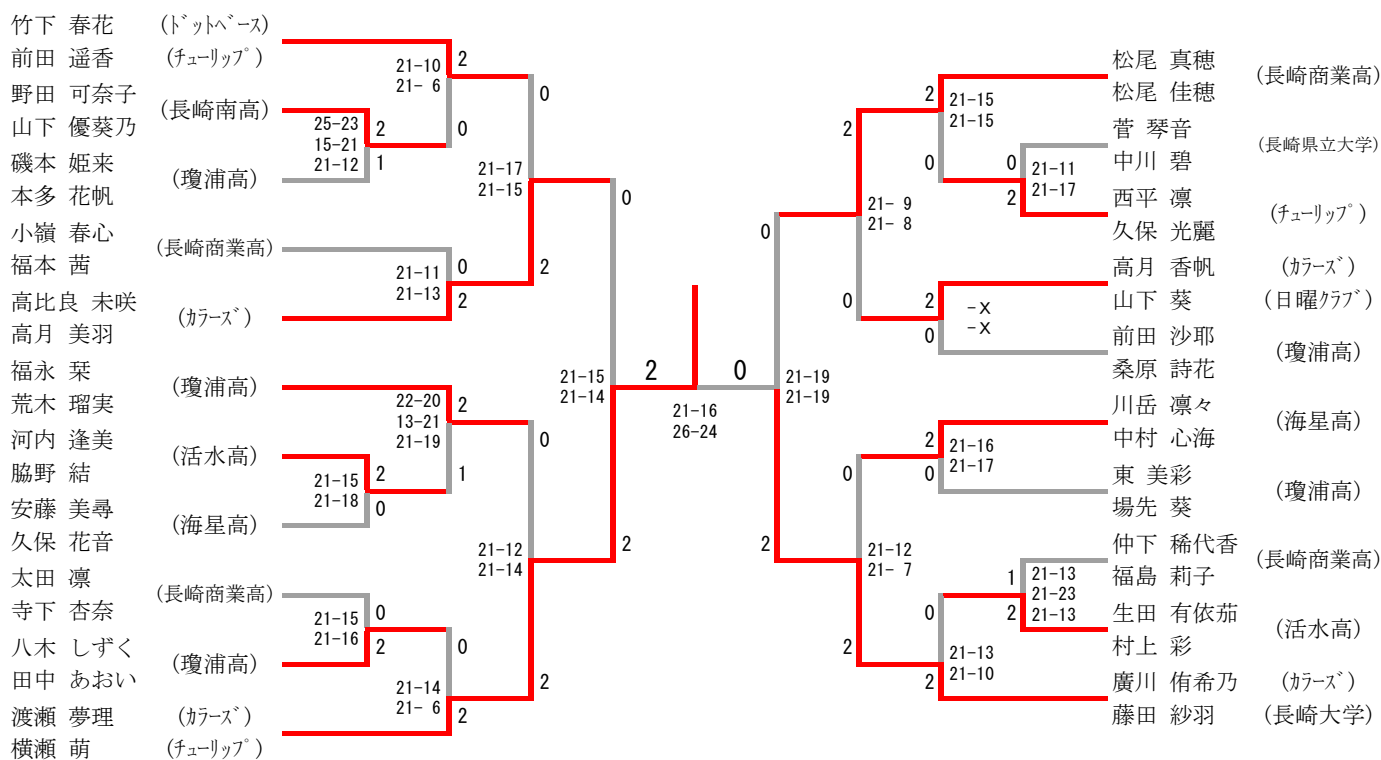 竹下 春花 (ドットベース)
前田 遥香 (チューリップ)
野田 可奈子
山下 優葵乃
(長崎南高)
磯本 姫来
本多 花帆
(瓊浦高)
小嶺 春心
福本 茜
(長崎商業高)
高比良 未咲
高月 美羽
(カラーズ)
福永 栞
荒木 瑠実
(瓊浦高)
河内 逢美
脇野 結
(活水高)
安藤 美尋
久保 花音
(海星高)
太田 凛
寺下 杏奈
(長崎商業高)
八木 しずく
田中 あおい
(瓊浦高)
渡瀬 夢理 (カラーズ)
横瀬 萌 (チューリップ)
2
21-10
21- 6
0
25-23
15-21
21-12
2
1
0
21-17
21-15
2
21-11
21-13
0
2
0
21-15
21-14
2
22-20
13-21
21-19
2
1
21-15
21-18
2
0
0
21-12
21-14
2
21-15
21-16
0
2
0
21-14
21- 6
2
2
0
21-16
26-24
0
21-19
21-19
2
2
21- 9
21- 8
0
2
21-15
21-15
0
0
21-11
21-17
2
2
-X
-X
0
0
21-12
21- 7
2
2
21-16
21-17
0
1
21-13
21-23
21-13
2
0
21-13
21-10
2
松尾 真穂
松尾 佳穂
(長崎商業高)
菅 琴音
中川 碧
(長崎県立大学)
西平 凛
久保 光麗
(チューリップ)
高月 香帆 (カラーズ)
山下 葵 (日曜クラブ)
前田 沙耶
桑原 詩花
(瓊浦高)
川岳 凛々
中村 心海
(海星高)
東 美彩
場先 葵
(瓊浦高)
仲下 稀代香
福島 莉子
(長崎商業高)
生田 有依茄
村上 彩
(活水高)
廣川 侑希乃 (カラーズ)
藤田 紗羽 (長崎大学)